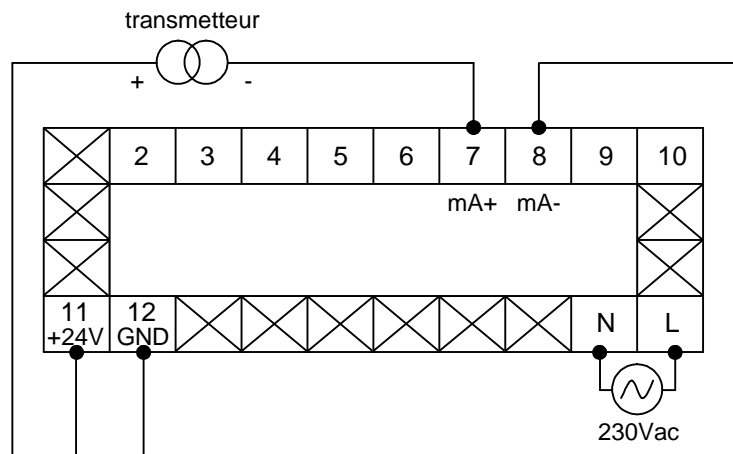 transmetteur
+ -
2 3 4 5 6 7 8 9 10
mA+ mA-
11 12 N L
+24V GND
230Vac